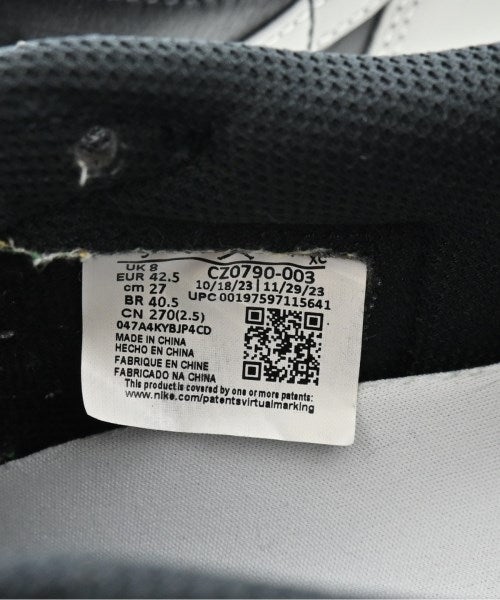 XC
UK 8
EUR 42.5
cm 27
BR 40.5
CN 270(2.5)
047A4KYBJP4CD
CZ0790-003
10/18/23 | 11/29/23
UPC 00197597115641
MADE IN CHINA
HECHO EN CHINA
FABRIQUE EN CHINE
FABRICADO NA CHINA
This product is covered by one or more patents:
www.nike.com/patentsvirtualmarking